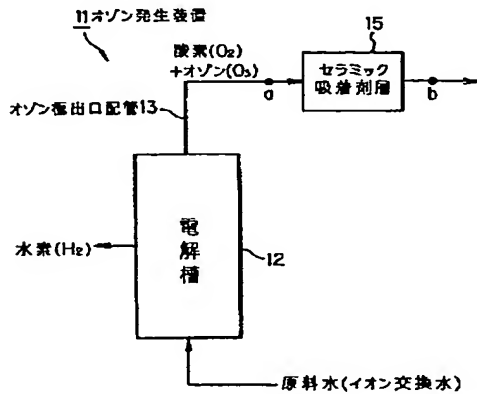 11オゾン発生装置
酸素(O₂)
+オゾン(O₃)
15
セラミック
吸着剤層
a
b
オゾン極出口配管13
電解槽
水素(H₂)
12
原料水(イオン交換水)